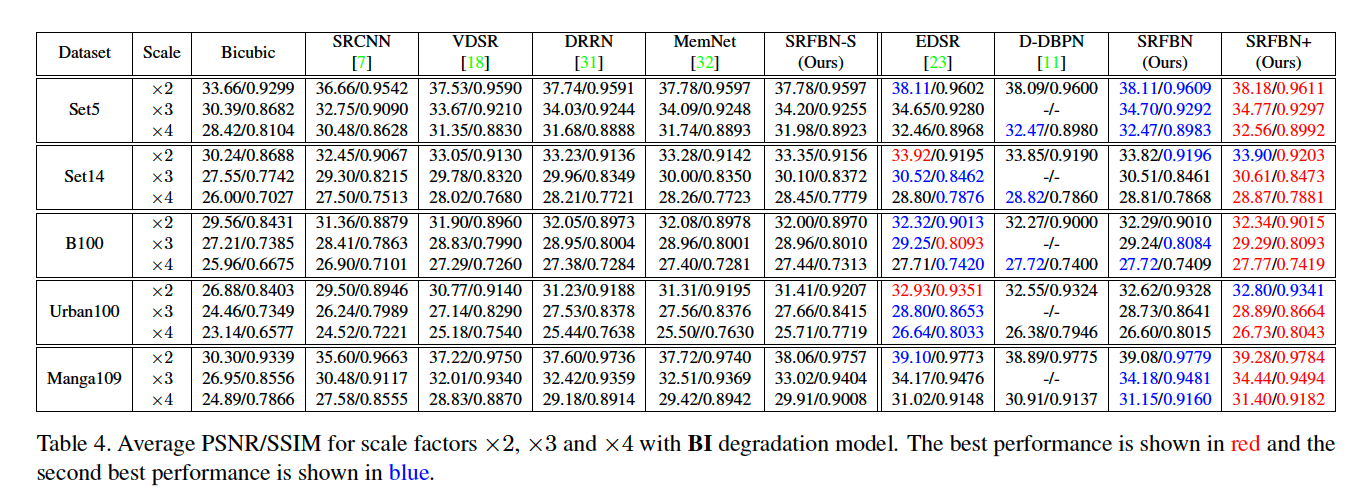 Dataset Scale Bicubic SRCNN [7] VDSR [18] DRRN [31] MemNet [32] SRFBN-S (Ours) EDSR [23] D-DBPN [11] SRFBN (Ours) SRFBN+ (Ours)
Set5 ×2 33.66/0.9299 36.66/0.9542 37.53/0.9590 37.74/0.9591 37.78/0.9597 37.78/0.9597 38.11/0.9602 38.09/0.9600 38.11/0.9609 38.18/0.9611
×3 30.39/0.8682 32.75/0.9090 33.67/0.9210 34.03/0.9244 34.09/0.9248 34.20/0.9255 34.65/0.9280 -/- 34.70/0.9292 34.77/0.9297
×4 28.42/0.8104 30.48/0.8628 31.35/0.8830 31.68/0.8888 31.74/0.8893 31.98/0.8923 32.46/0.8968 32.47/0.8980 32.47/0.8983 32.56/0.8992
Set14 ×2 30.24/0.8688 32.45/0.9067 33.05/0.9130 33.23/0.9136 33.28/0.9142 33.35/0.9156 33.92/0.9195 33.85/0.9190 33.82/0.9196 33.90/0.9203
×3 27.55/0.7742 29.30/0.8215 29.78/0.8320 29.96/0.8349 30.00/0.8350 30.10/0.8372 30.52/0.8462 -/- 30.51/0.8461 30.61/0.8473
×4 26.00/0.7027 27.50/0.7513 28.02/0.7680 28.21/0.7721 28.26/0.7723 28.45/0.7779 28.80/0.7876 28.82/0.7860 28.81/0.7868 28.87/0.7881
B100 ×2 29.56/0.8431 31.36/0.8879 31.90/0.8960 32.05/0.8973 32.08/0.8978 32.00/0.8970 32.32/0.9013 32.27/0.9000 32.29/0.9010 32.34/0.9015
×3 27.21/0.7385 28.41/0.7863 28.83/0.7990 28.95/0.8004 28.96/0.8001 28.96/0.8010 29.25/0.8093 -/- 29.24/0.8084 29.29/0.8093
×4 25.96/0.6675 26.90/0.7101 27.29/0.7260 27.38/0.7284 27.40/0.7281 27.44/0.7313 27.71/0.7420 27.72/0.7400 27.72/0.7409 27.77/0.7419
Urban100 ×2 26.88/0.8403 29.50/0.8946 30.77/0.9140 31.23/0.9188 31.31/0.9195 31.41/0.9207 32.93/0.9351 32.55/0.9324 32.62/0.9328 32.80/0.9341
×3 24.46/0.7349 26.24/0.7989 27.14/0.8290 27.53/0.8378 27.56/0.8376 27.66/0.8415 28.80/0.8653 -/- 28.73/0.8641 28.89/0.8664
×4 23.14/0.6577 24.52/0.7221 25.18/0.7540 25.44/0.7638 25.50//0.7630 25.71/0.7719 26.64/0.8033 26.38/0.7946 26.60/0.8015 26.73/0.8043
Manga109 ×2 30.30/0.9339 35.60/0.9663 37.22/0.9750 37.60/0.9736 37.72/0.9740 38.06/0.9757 39.10/0.9773 38.89/0.9775 39.08/0.9779 39.28/0.9784
×3 26.95/0.8556 30.48/0.9117 32.01/0.9340 32.42/0.9359 32.51/0.9369 33.02/0.9404 34.17/0.9476 -/- 34.18/0.9481 34.44/0.9494
×4 24.89/0.7866 27.58/0.8555 28.83/0.8870 29.18/0.8914 29.42/0.8942 29.91/0.9008 31.02/0.9148 30.91/0.9137 31.15/0.9160 31.40/0.9182
Table 4. Average PSNR/SSIM for scale factors ×2, ×3 and ×4 with BI degradation model. The best performance is shown in red and the
second best performance is shown in blue.